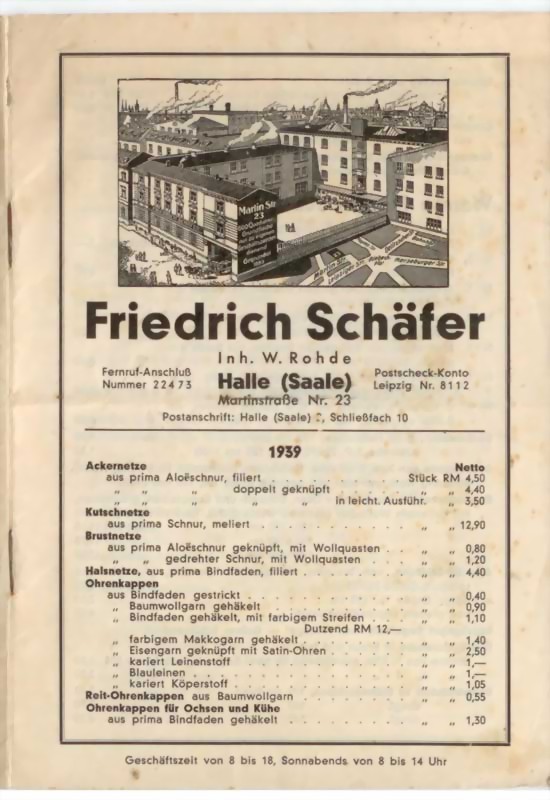 Martin Str.
23
Martin Str.
Leipziger Str.
Merseburger Str.
Friedrich Schäfer
Inh. W. Rohde
Fernruf-Anschluß
Nummer 22473
Halle (Saale)
Martinstraße Nr. 23
Postscheck-Konto
Leipzig Nr. 8112
Postanschrift: Halle (Saale) 2, Schließfach 10
1939
Ackernetze Netto
aus prima Aloëschnur, filiert . . . . . . . . . . Stück RM 4,50
„ „ „ doppelt geknüpft . . . . . „ „ 4,40
„ „ „ „ in leicht. Ausführ. „ „ 3,50
Kutschnetze
aus prima Schnur, meliert . . . . . . . . . . „ „ 12,90
Brustnetze
aus prima Aloëschnur geknüpft, mit Wollquasten . . „ „ 0,80
„ „ gedrehter Schnur, mit Wollquasten . . . . „ „ 1,20
Halsnetze, aus prima Bindfaden, filiert . . . . . . . . „ „ 4,40
Ohrenkappen
aus Bindfaden gestrickt . . . . . . . . . . . „ „ 0,40
„ Baumwollgarn gehäkelt . . . . . . . . . . „ „ 0,90
„ Bindfaden gehäkelt, mit farbigem Streifen . . . „ „ 1,10
Dutzend RM 12,—
„ farbigem Makkogarn gehäkelt . . . . . . . . „ „ 1,40
„ Eisengarn geknüpft mit Satin-Ohren . . . . . „ „ 2,50
„ kariert Leinenstoff . . . . . . . . . . . . „ „ 1,—
„ Blauleinen . . . . . . . . . . . . . . . „ „ 1,—
„ kariert Köperstoff . . . . . . . . . . . . „ „ 1,05
Reit-Ohrenkappen aus Baumwollgarn . . . . . . . . „ „ 0,55
Ohrenkappen für Ochsen und Kühe
aus prima Bindfaden gehäkelt . . . . . . . . . „ „ 1,30
Geschäftszeit von 8 bis 18, Sonnabends von 8 bis 14 Uhr